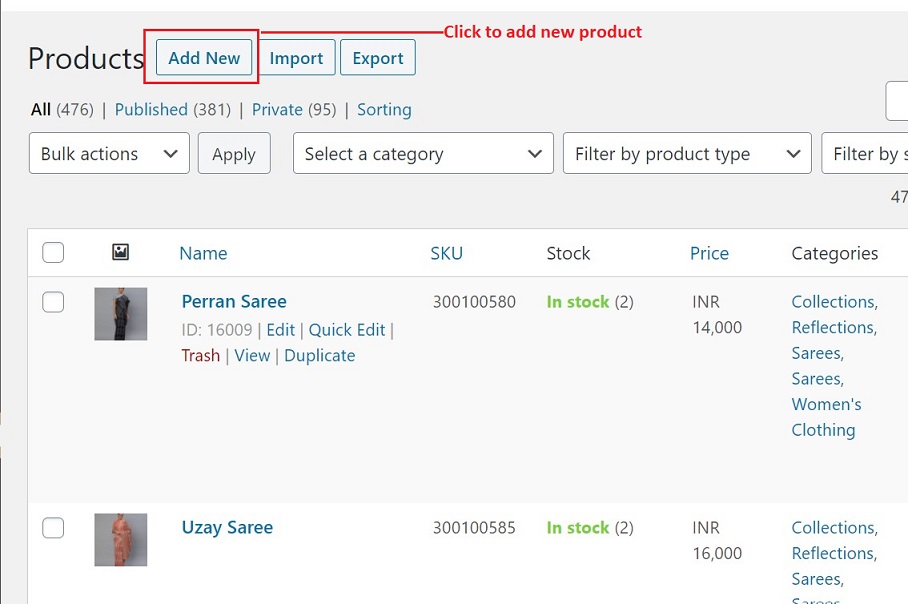 Click to add new product
Products Add New Import Export
All (476) | Published (381) | Private (95) | Sorting
Bulk actions Apply Select a category Filter by product type Filter by
47
Name SKU Stock Price Categories
Perran Saree 300100580 In stock (2) INR Collections,
ID: 16009 | Edit | Quick Edit | 14,000 Reflections,
Trash | View | Duplicate Sarees,
Sarees,
Women's
Clothing
Uzay Saree 300100585 In stock (2) INR Collections,
16,000 Reflections,
Sarees,